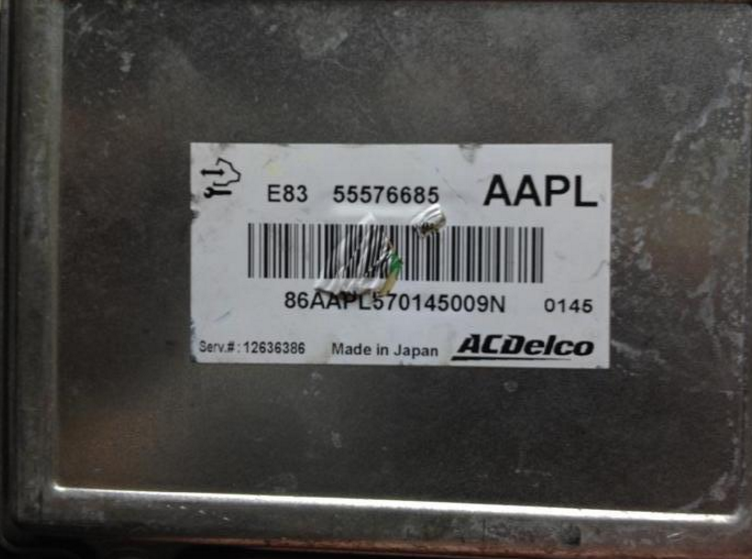 E83 55576685 AAPL
86AAPL570145009N 0145
Serv.#:12636386 Made in Japan ACDelco